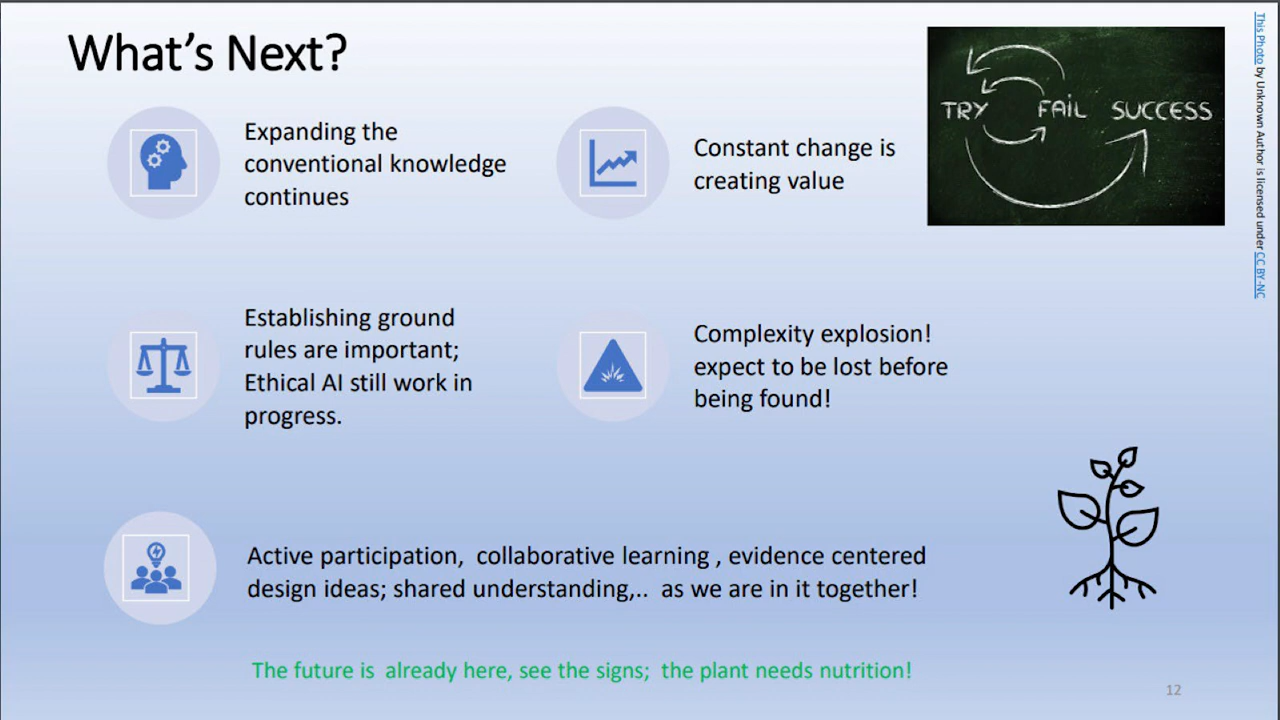 What's Next?
Expanding the
conventional knowledge
continues
Constant change is
creating value
TRY FAIL SUCCESS
This Photo by Unknown Author is licensed under CC BY-NC
Establishing ground
rules are important;
Ethical AI still work in
progress.
Complexity explosion!
expect to be lost before
being found!
Active participation,  collaborative learning , evidence centered
design ideas; shared understanding,..  as we are in it together!
The future is  already here, see the signs;  the plant needs nutrition!
12